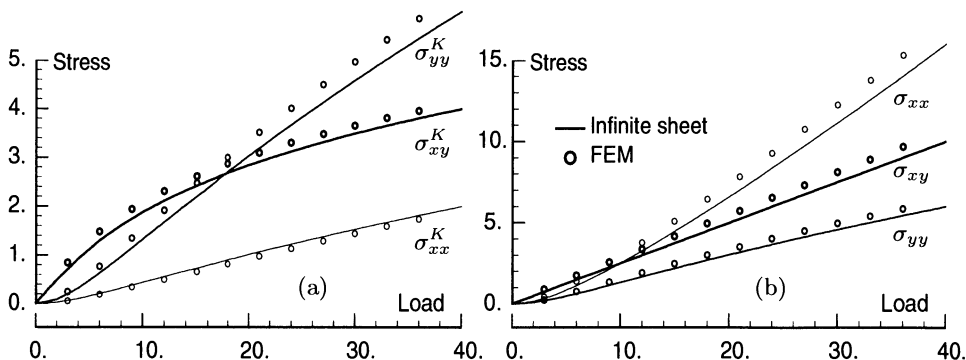 5.
4.
3.
2.
1.
0.
Stress
σ^K_yy
σ^K_xy
σ^K_xx
(a)
Load
0. 10. 20. 30. 40.
15.
10.
5.
0.
Stress
Infinite sheet
FEM
σ_xx
σ_xy
σ_yy
(b)
Load
0. 10. 20. 30. 40.